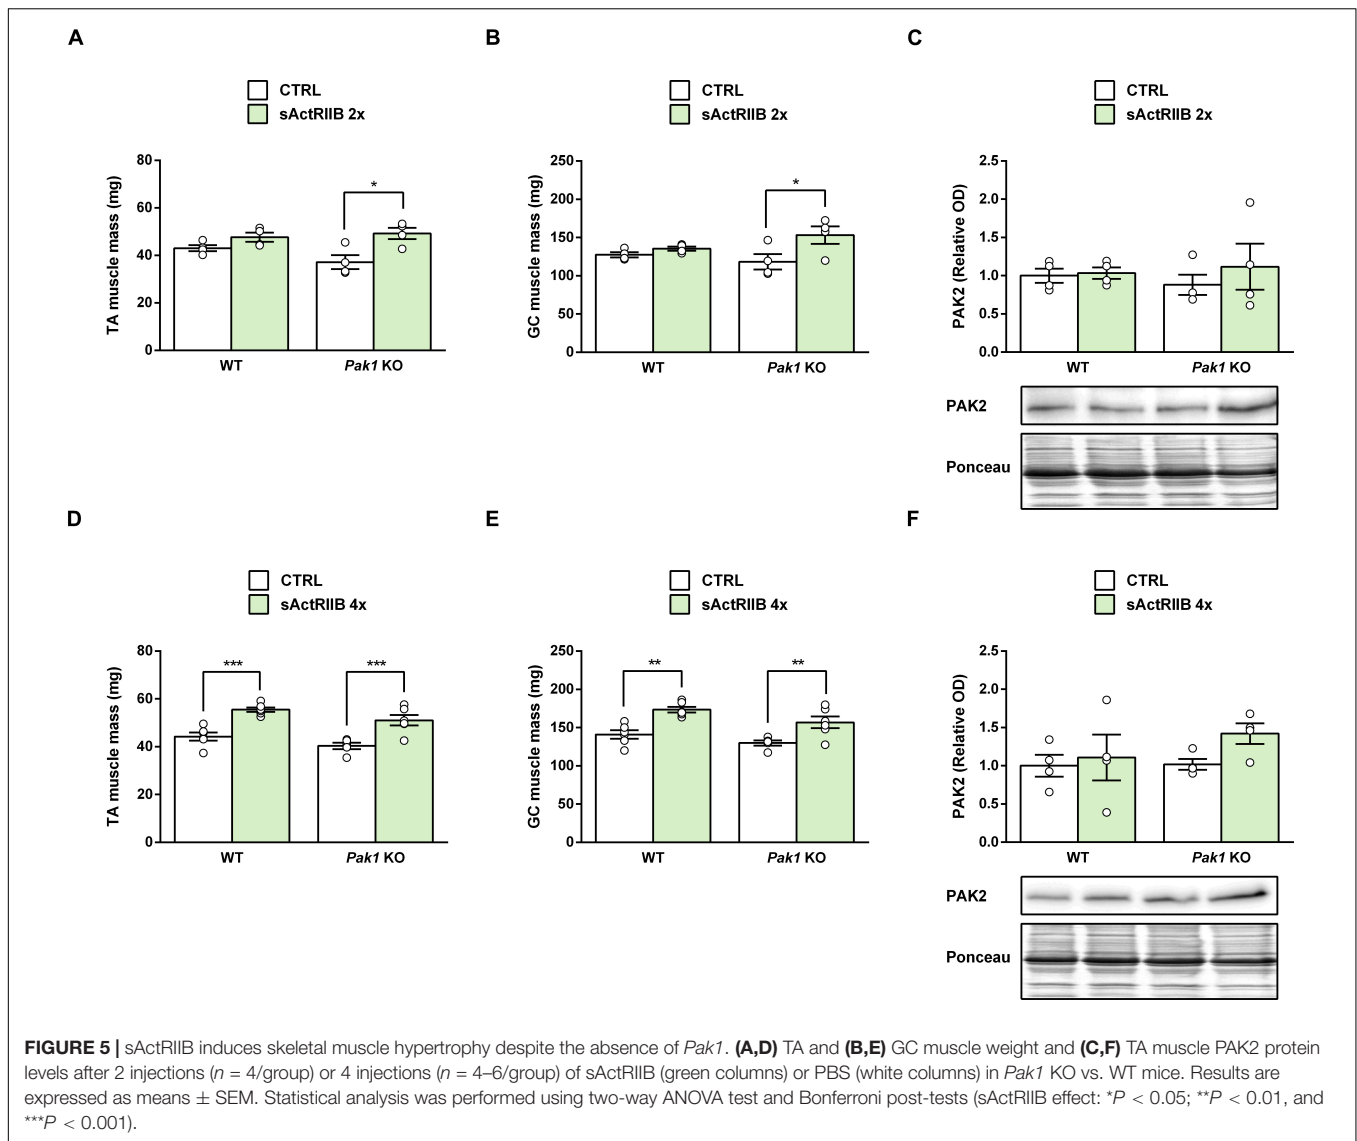 A
CTRL
sActRIIB 2x
TA muscle mass (mg)
80
60
40
20
0
*
WT
Pak1 KO
B
CTRL
sActRIIB 2x
GC muscle mass (mg)
250
200
150
100
50
0
*
WT
Pak1 KO
C
CTRL
sActRIIB 2x
PAK2 (Relative OD)
2.5
2.0
1.5
1.0
0.5
0.0
WT
Pak1 KO
PAK2
Ponceau
D
CTRL
sActRIIB 4x
TA muscle mass (mg)
80
60
40
20
0
***
***
WT
Pak1 KO
E
CTRL
sActRIIB 4x
GC muscle mass (mg)
250
200
150
100
50
0
**
**
WT
Pak1 KO
F
CTRL
sActRIIB 4x
PAK2 (Relative OD)
2.5
2.0
1.5
1.0
0.5
0.0
WT
Pak1 KO
PAK2
Ponceau
FIGURE 5 | sActRIIB induces skeletal muscle hypertrophy despite the absence of Pak1. (A,D) TA and (B,E) GC muscle weight and (C,F) TA muscle PAK2 protein
levels after 2 injections (n = 4/group) or 4 injections (n = 4–6/group) of sActRIIB (green columns) or PBS (white columns) in Pak1 KO vs. WT mice. Results are
expressed as means ± SEM. Statistical analysis was performed using two-way ANOVA test and Bonferroni post-tests (sActRIIB effect: *P < 0.05; **P < 0.01, and
***P < 0.001).